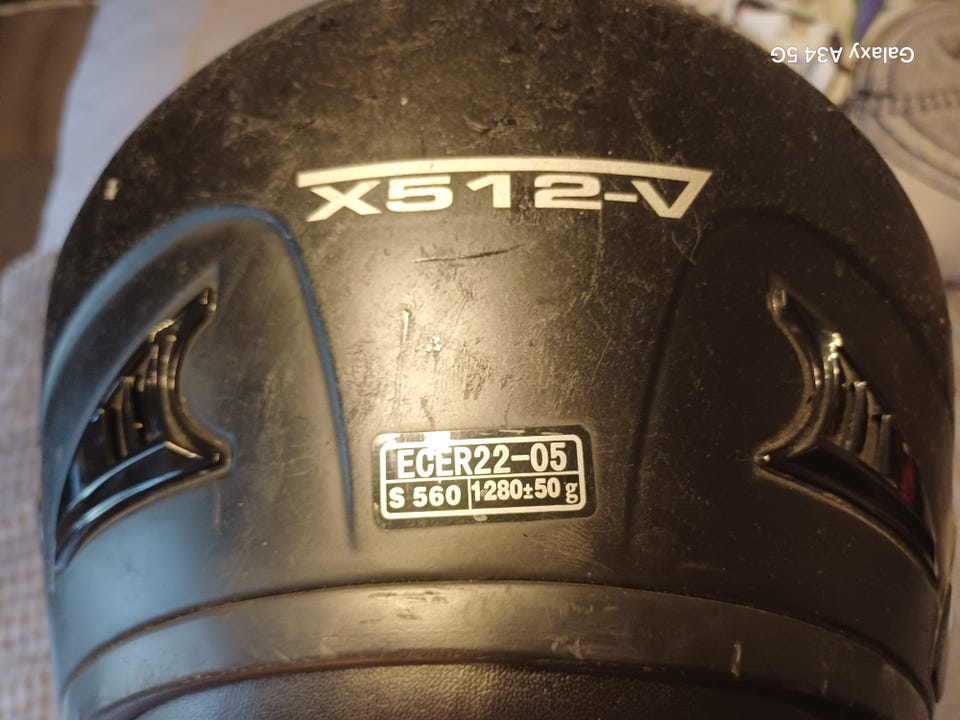 Galaxy A34 5G
X512-V
ECER22-05
S 560 1280±50 g